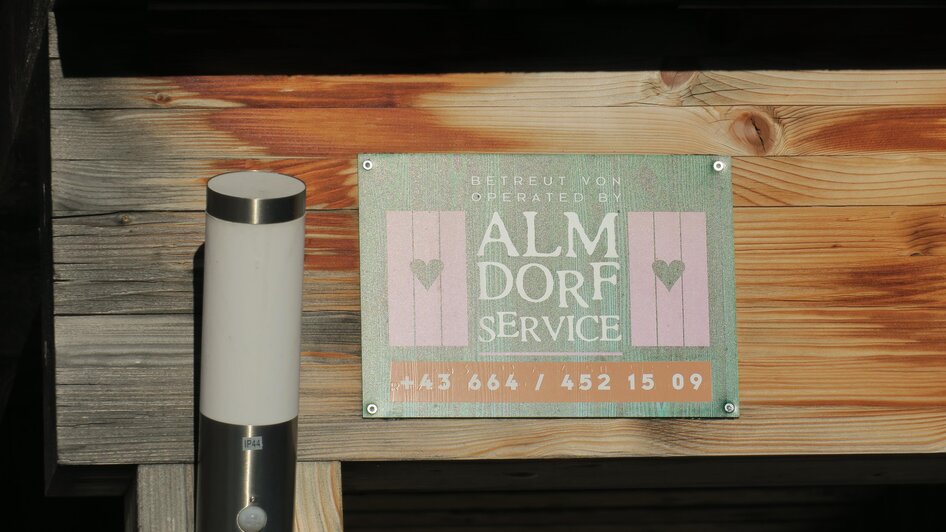 BETREUT VON
OPERATED BY
ALM
DORF
SERVICE
+43 664 / 452 15 09
IP44